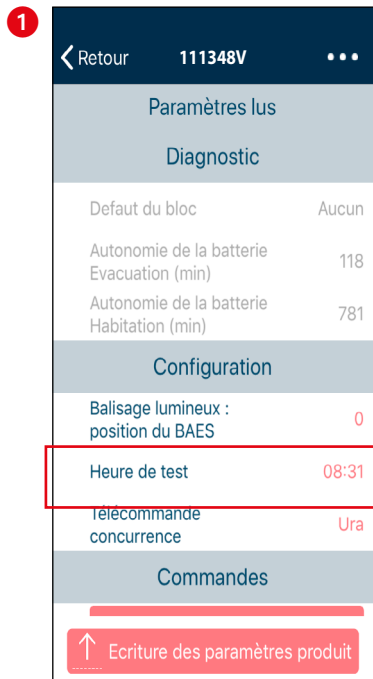 1
Retour 111348V •••
Paramètres lus
Diagnostic
Defaut du bloc Aucun
Autonomie de la batterie
Evacuation (min) 118
Autonomie de la batterie
Habitation (min) 781
Configuration
Balisage lumineux :
position du BAES 0
Heure de test 08:31
Télécommande
concurrence Ura
Commandes
Ecriture des paramètres produit